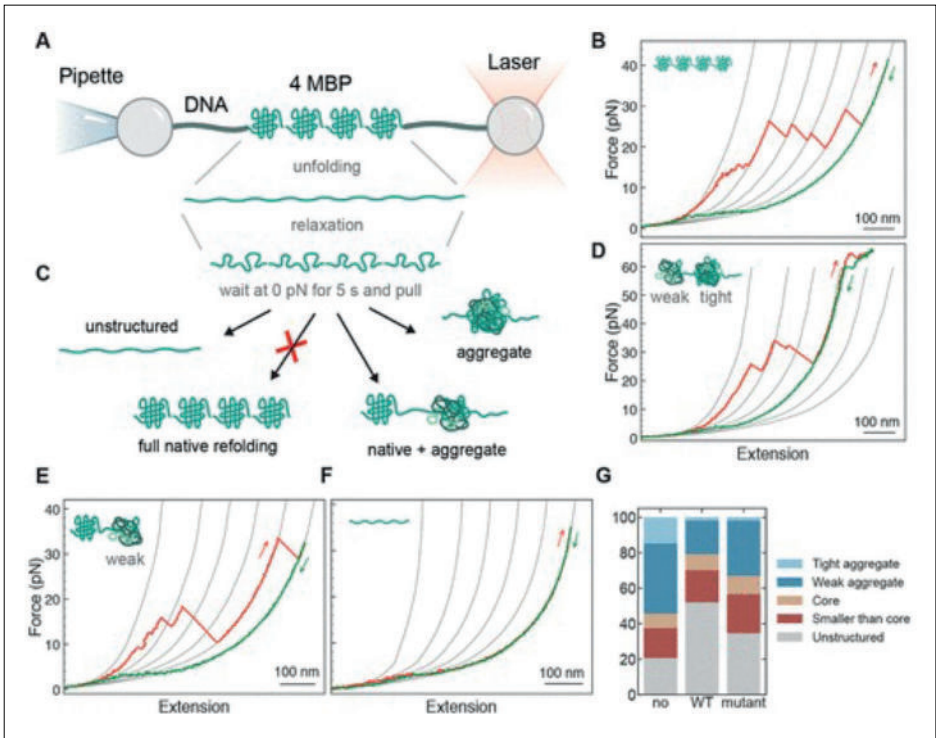 A
Pipette
DNA
4 MBP
Laser
unfolding
relaxation
wait at 0 pN for 5 s and pull
C
unstructured
aggregate
full native refolding
native + aggregate
B
Force (pN)
40
30
20
10
0
100 nm
D
weak tight
Force (pN)
60
50
40
30
20
10
0
100 nm
Extension
E
weak
Force (pN)
40
30
20
10
0
100 nm
Extension
F
100 nm
Extension
G
100
80
60
40
20
0
no WT mutant
Tight aggregate
Weak aggregate
Core
Smaller than core
Unstructured